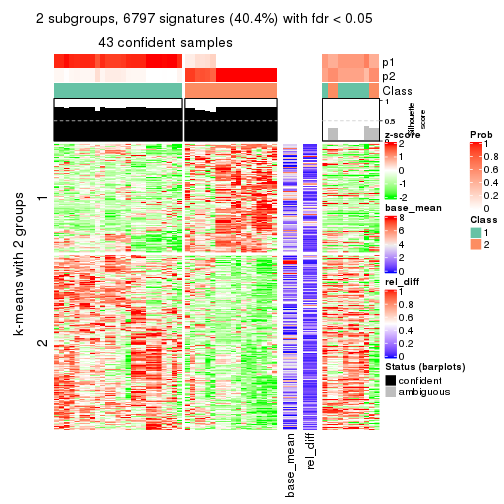 2 subgroups, 6797 signatures (40.4%) with fdr < 0.05
43 confident samples
p1
p2
Class
1
0.5
0
Silhouette
score
k-means with 2 groups
1
2
base_mean
rel_diff
z-score
2
1
0
-1
-2
base_mean
8
6
4
2
0
rel_diff
1
0.8
0.6
0.4
0.2
0
Status (barplots)
confident
ambiguous
Prob
1
0.8
0.6
0.4
0.2
0
Class
1
2